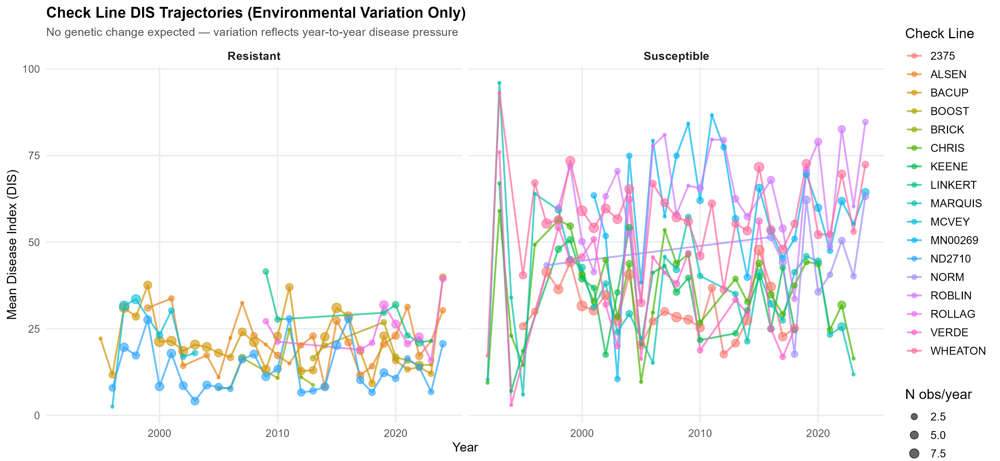 Check Line DIS Trajectories (Environmental Variation Only)
No genetic change expected — variation reflects year-to-year disease pressure
Resistant
Susceptible
Mean Disease Index (DIS)
100
75
50
25
0
2000
2010
2020
2000
2010
2020
Year
Check Line
2375
ALSEN
BACUP
BOOST
BRICK
CHRIS
KEENE
LINKERT
MARQUIS
MCVEY
MN00269
ND2710
NORM
ROBLIN
ROLLAG
VERDE
WHEATON
N obs/year
2.5
5.0
7.5